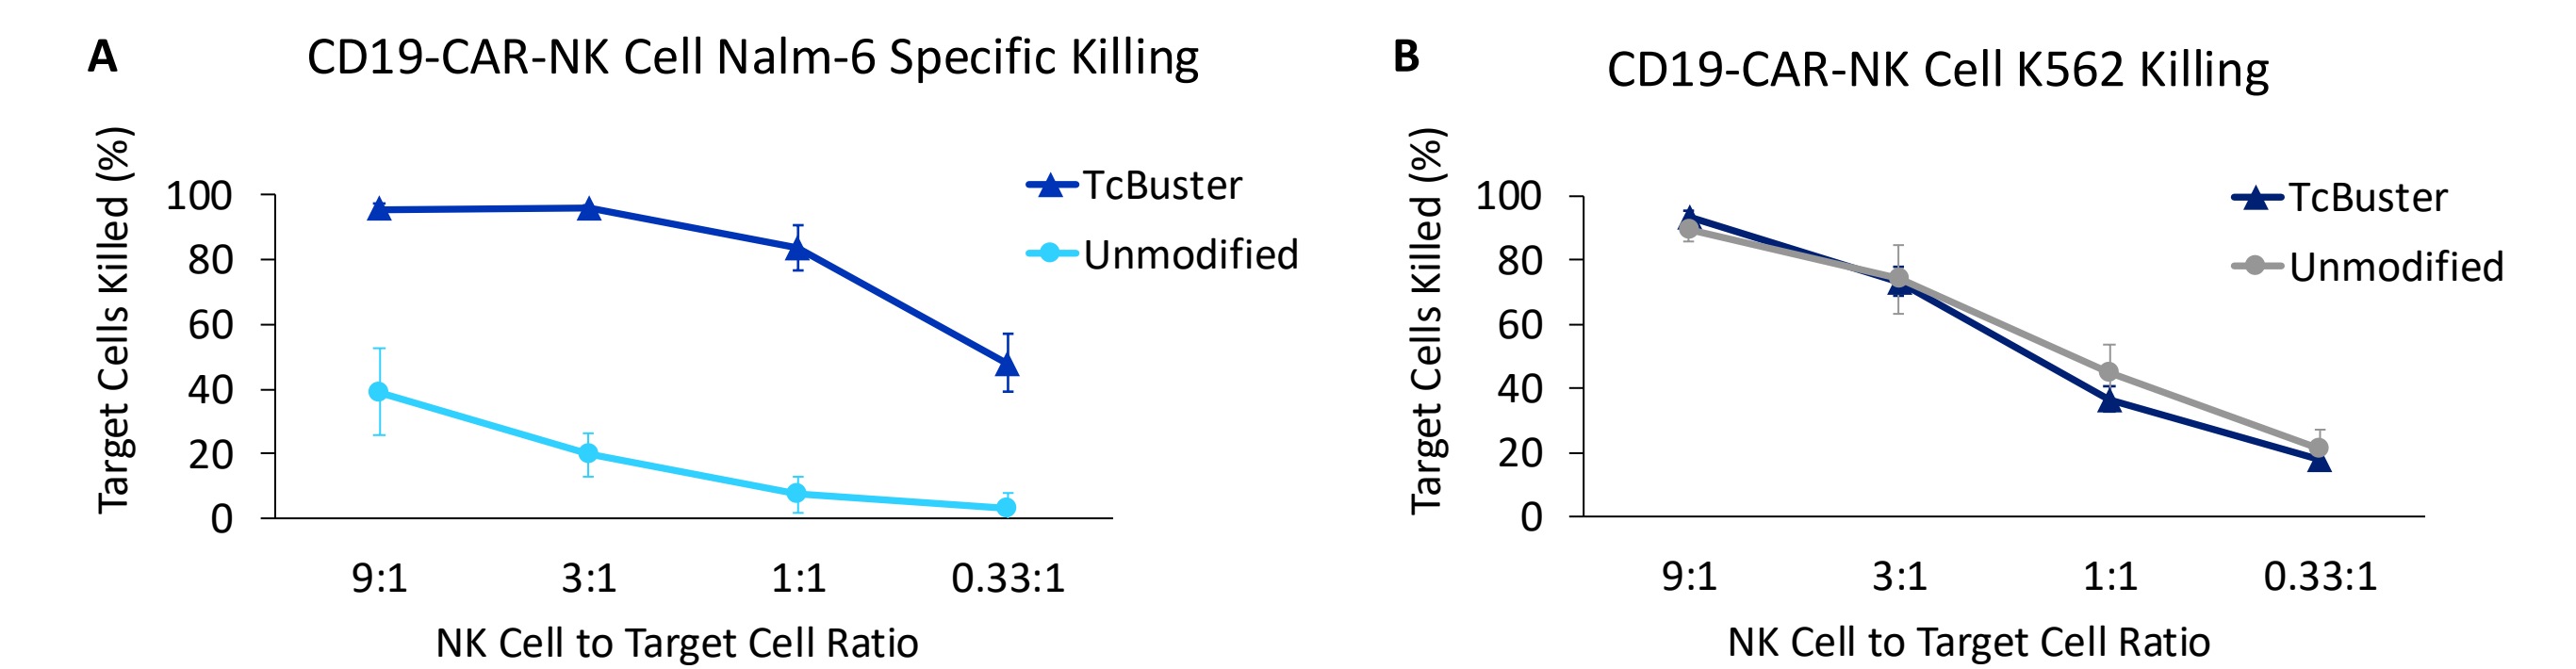 A
CD19-CAR-NK Cell Nalm-6 Specific Killing
Target Cells Killed (%)
100
80
60
40
20
0
TcBuster
Unmodified
9:1 3:1 1:1 0.33:1
NK Cell to Target Cell Ratio
B
CD19-CAR-NK Cell K562 Killing
Target Cells Killed (%)
100
80
60
40
20
0
TcBuster
Unmodified
9:1 3:1 1:1 0.33:1
NK Cell to Target Cell Ratio